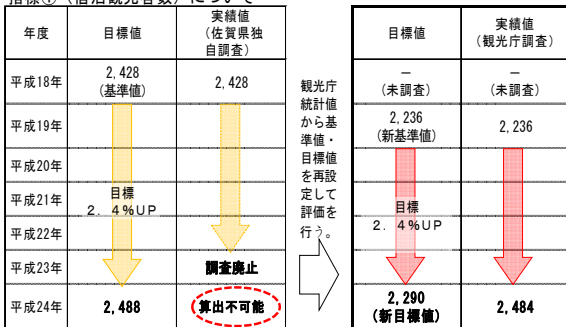 指標①（宿泊観光者数）について
年度 目標値 実績値（佐賀県独自調査）
平成18年 2,428（基準値） 2,428
平成19年
平成20年
平成21年
平成22年
目標
2．4％UP
平成23年 調査廃止
平成24年 2,488 算出不可能
観光庁
統計値
から基
準値・
目標値
を再設
定して
評価を
行う。
目標値 実績値（観光庁調査）
－（未調査） －（未調査）
2,236（新基準値） 2,236
目標
2．4％UP
2,290（新目標値） 2,484